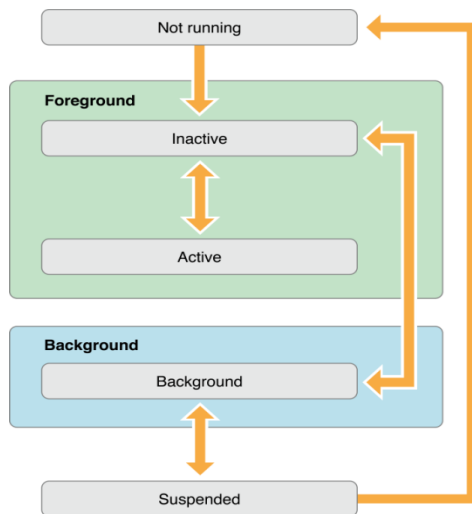 Not running
Foreground
Inactive
Active
Background
Background
Suspended